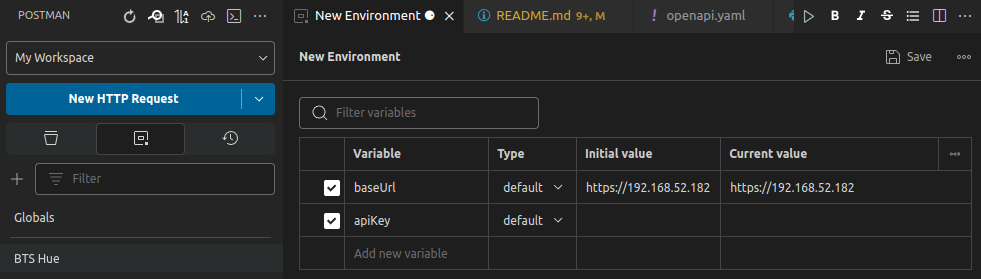 POSTMAN
New Environment
README.md 9+, M
openapi.yaml
My Workspace
New HTTP Request
Filter
Globals
BTS Hue
New Environment
Save
Filter variables
Variable Type Initial value Current value
baseUrl default https://192.168.52.182 https://192.168.52.182
apiKey default
Add new variable